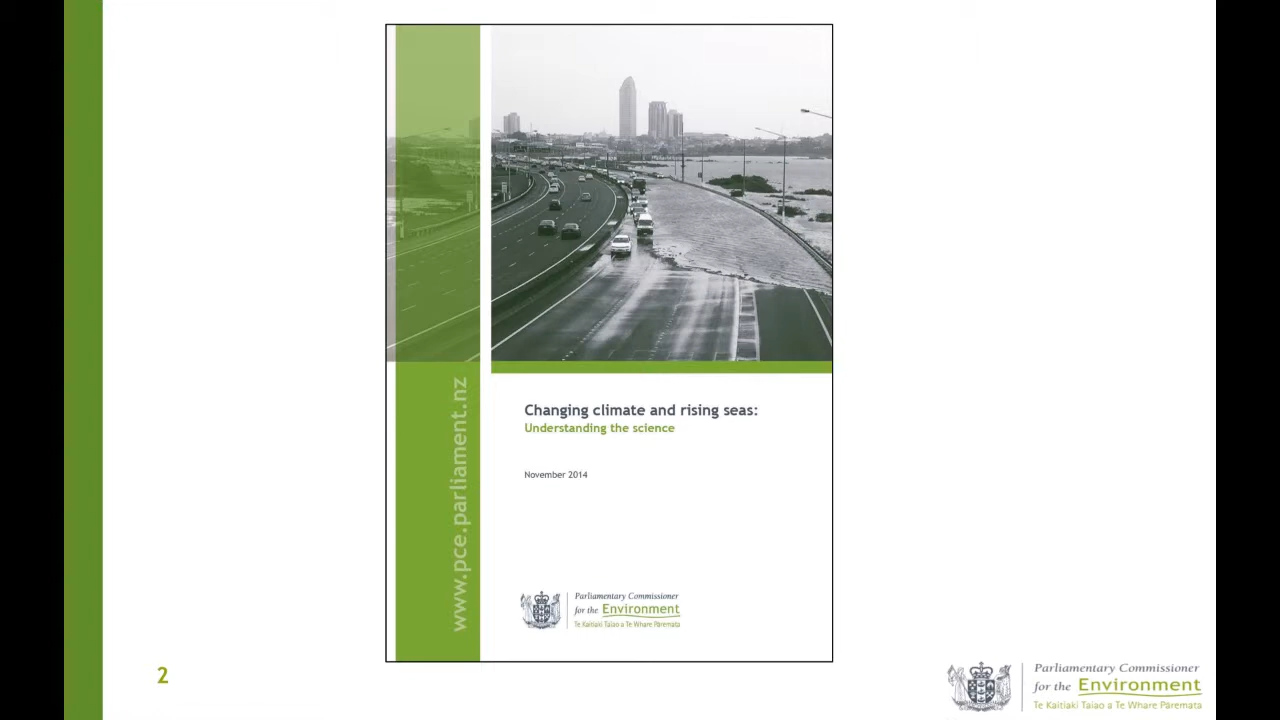 www.pce.parliament.nz
Changing climate and rising seas:
Understanding the science
November 2014
Parliamentary Commissioner
for the Environment
Te Kaitiaki Taiao a Te Whare Pāremata
2
Parliamentary Commissioner
for the Environment
Te Kaitiaki Taiao a Te Whare Pāremata